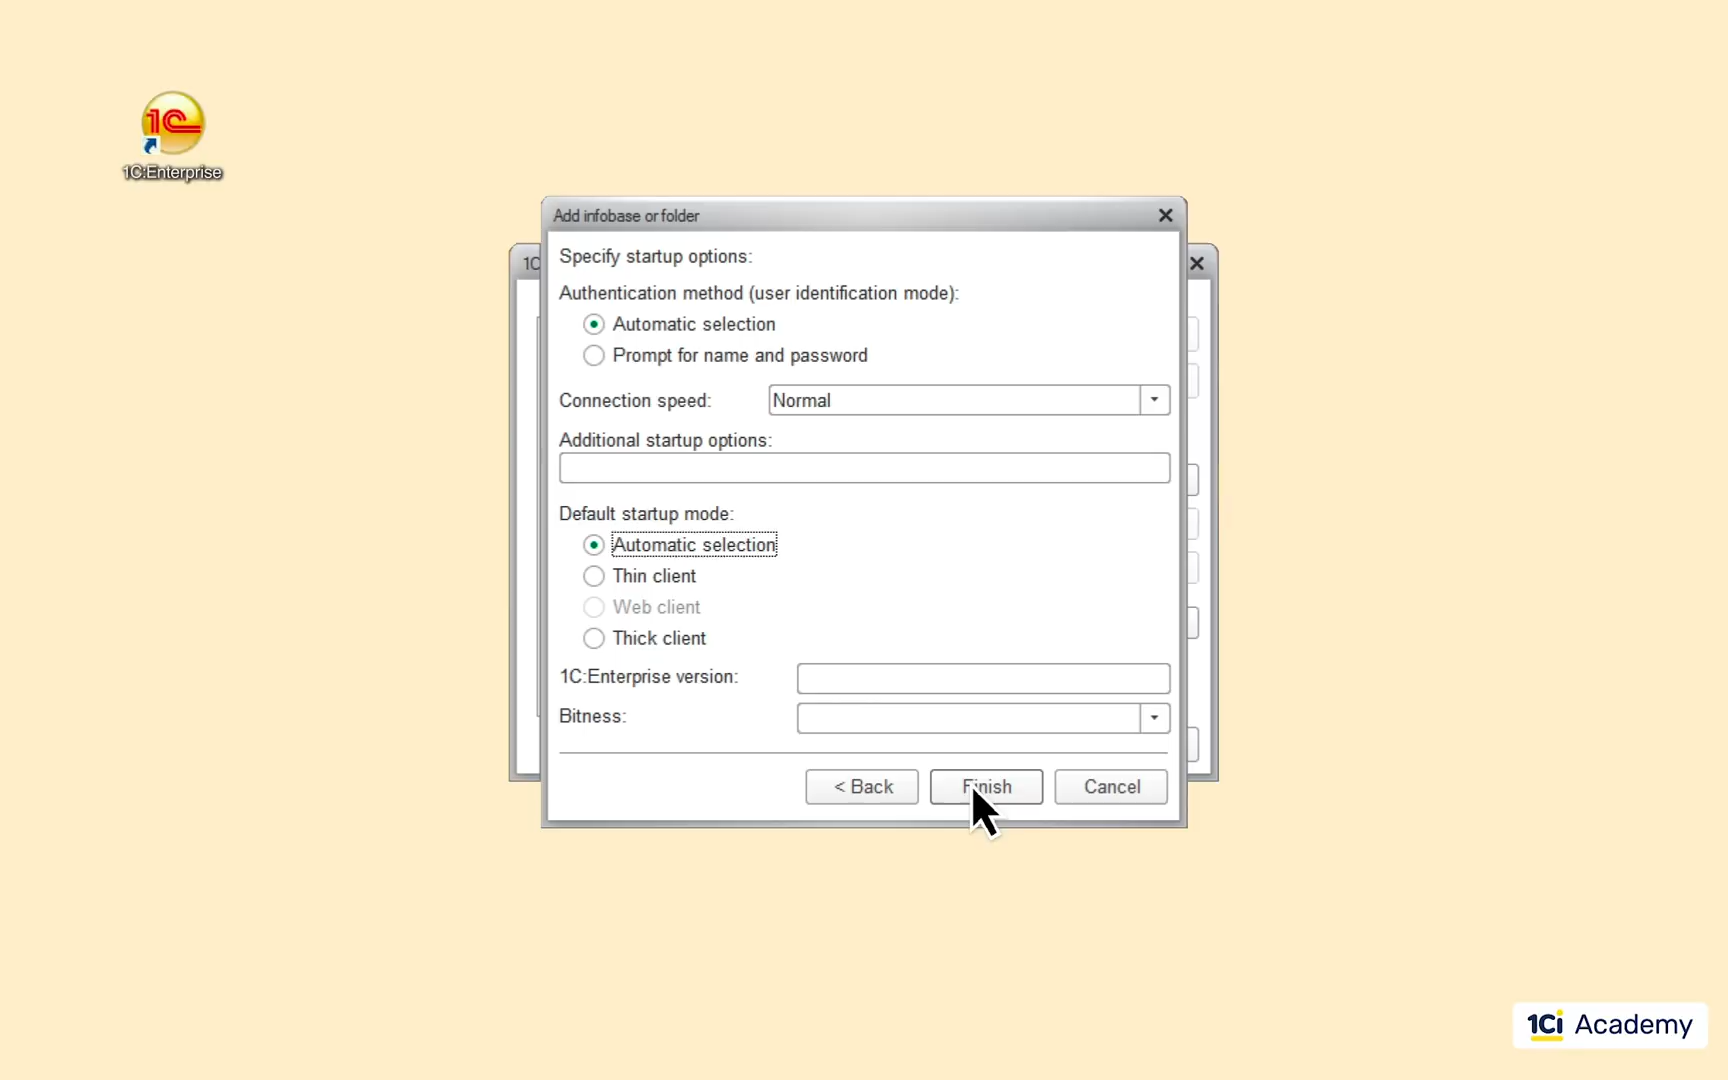 1C
1C:Enterprise
Add infobase or folder
1C
Specify startup options:
Authentication method (user identification mode):
Automatic selection
Prompt for name and password
Connection speed:
Normal
Additional startup options:
Default startup mode:
Automatic selection
Thin client
Web client
Thick client
1C:Enterprise version:
Bitness:
< Back
Finish
Cancel
1Ci Academy